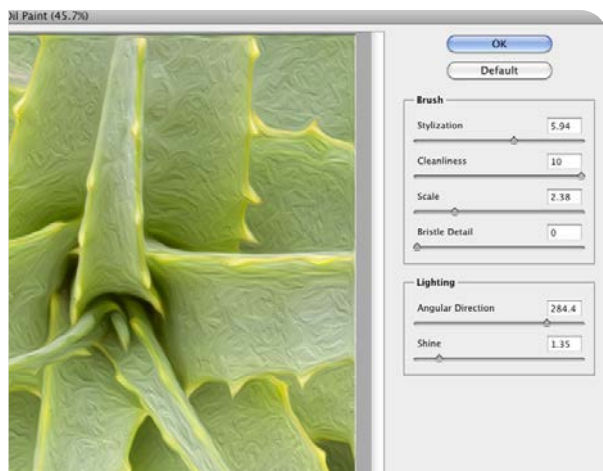 Oil Paint (45.7%)
OK
Default
Brush
Stylization 5.94
Cleanliness 10
Scale 2.38
Bristle Detail 0
Lighting
Angular Direction 284.4
Shine 1.35